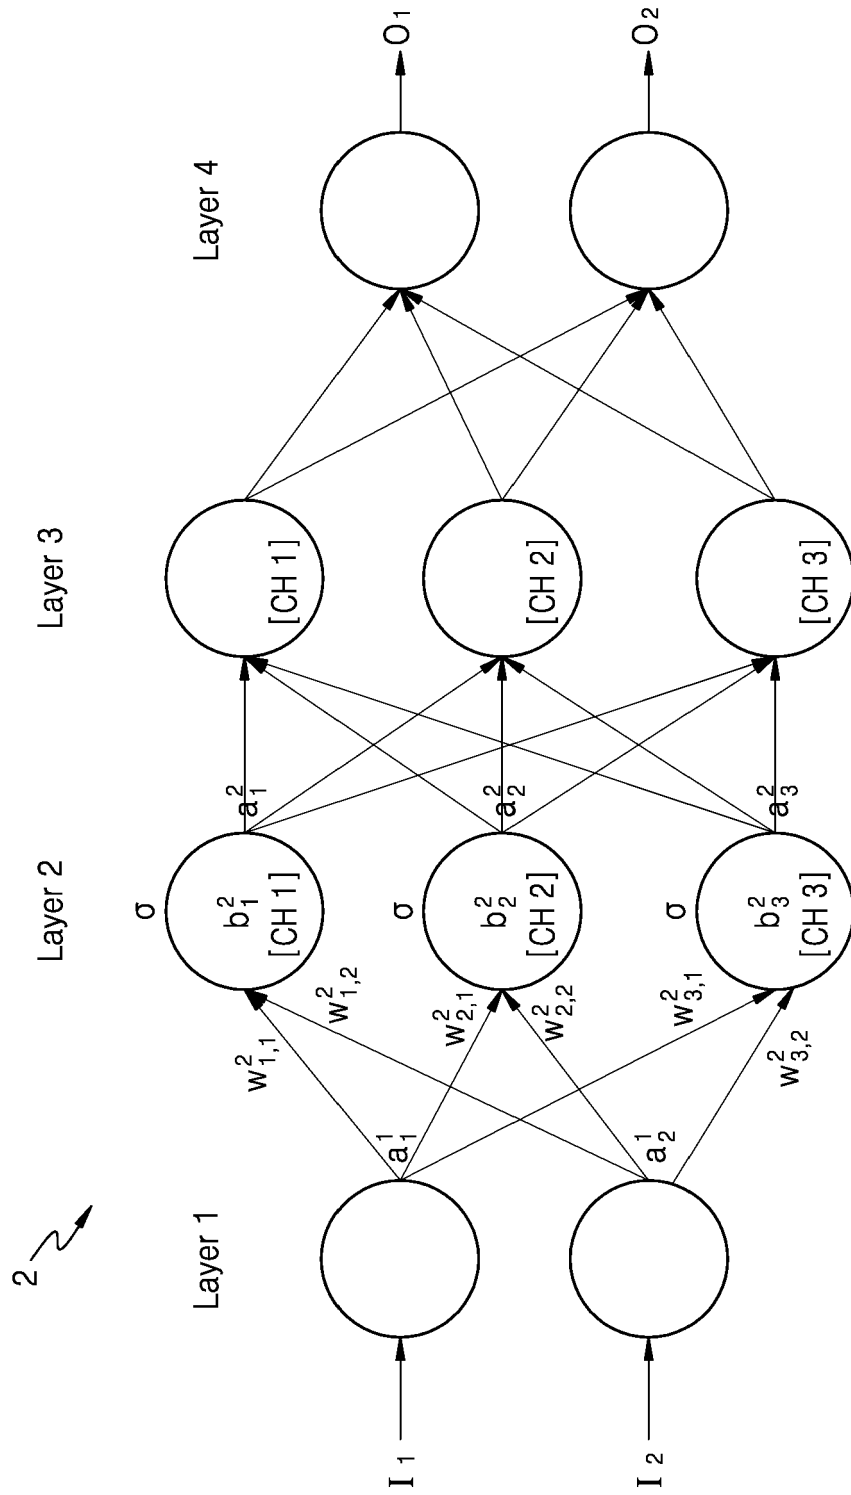 2
Layer 1
Layer 2
Layer 3
Layer 4
I₁
I₂
a¹₁
a¹₂
w²₁,₁
w²₁,₂
w²₂,₁
w²₂,₂
w²₃,₁
w²₃,₂
σ
b²₁
[CH 1]
σ
b²₂
[CH 2]
σ
b²₃
[CH 3]
a²₁
a²₂
a²₃
[CH 1]
[CH 2]
[CH 3]
O₁
O₂